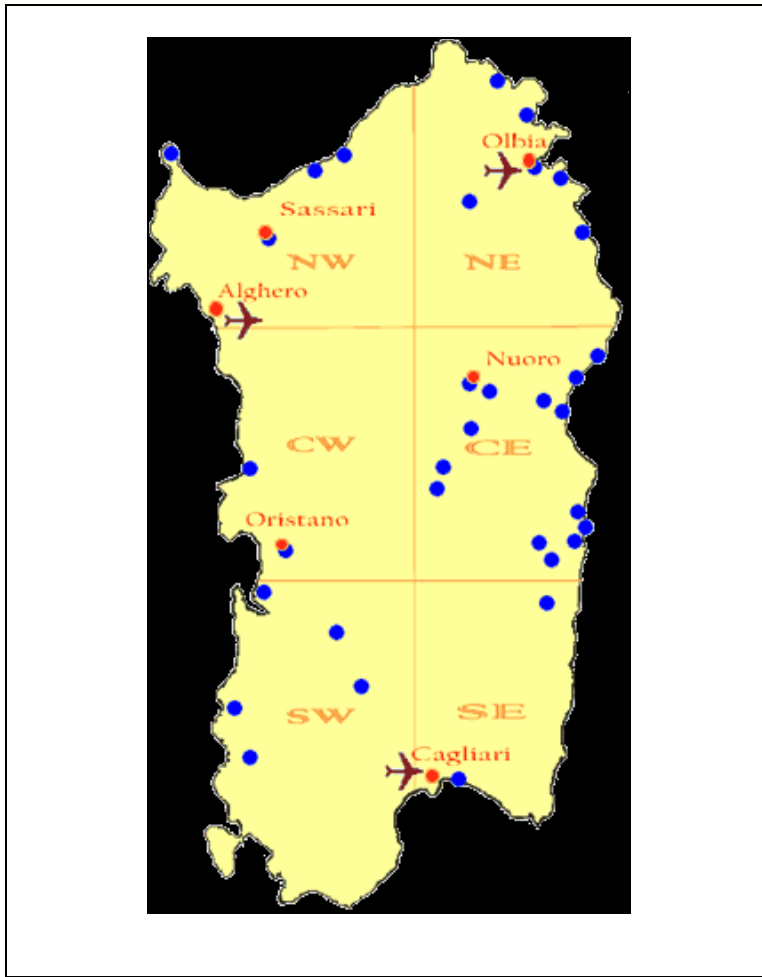 Olbia
Sassari
NW
NE
Alghero
Nuoro
CW
CE
Oristano
SW
SE
Cagliari